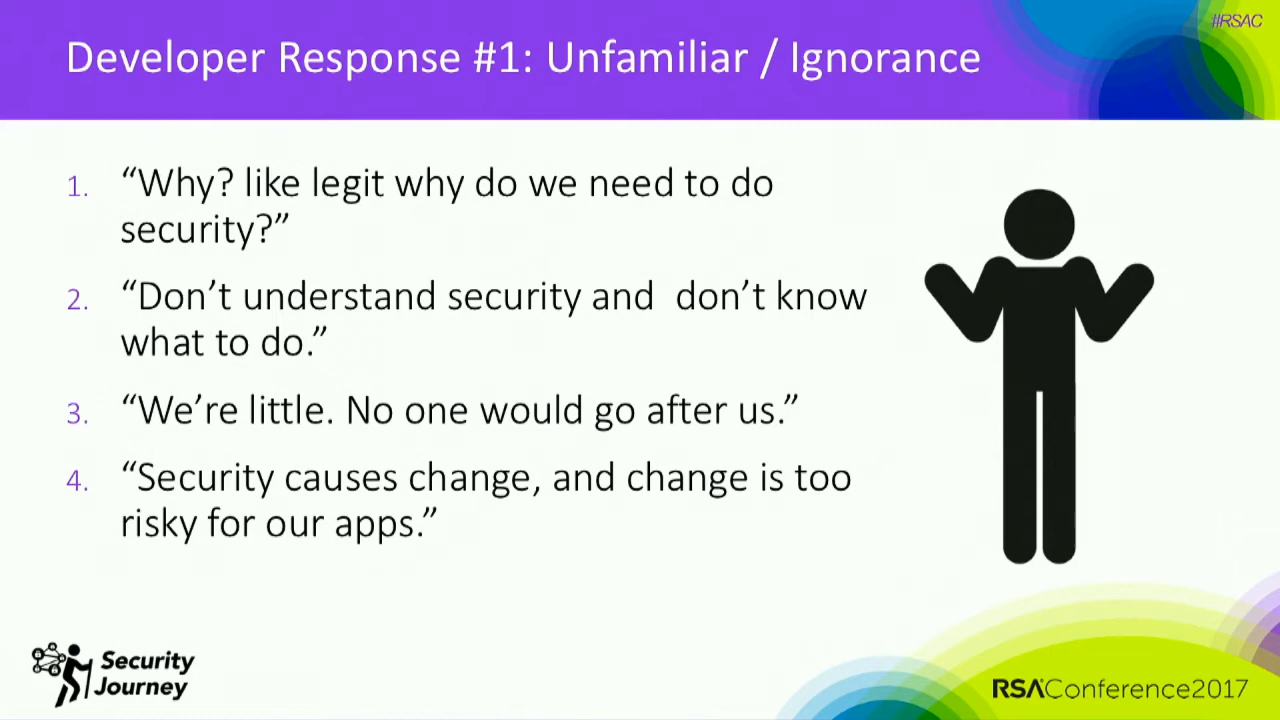 #RSAC
Developer Response #1: Unfamiliar / Ignorance
1. “Why? like legit why do we need to do
security?”
2. “Don’t understand security and  don’t know
what to do.”
3. “We’re little. No one would go after us.”
4. “Security causes change, and change is too
risky for our apps.”
Security
Journey
RSAConference2017